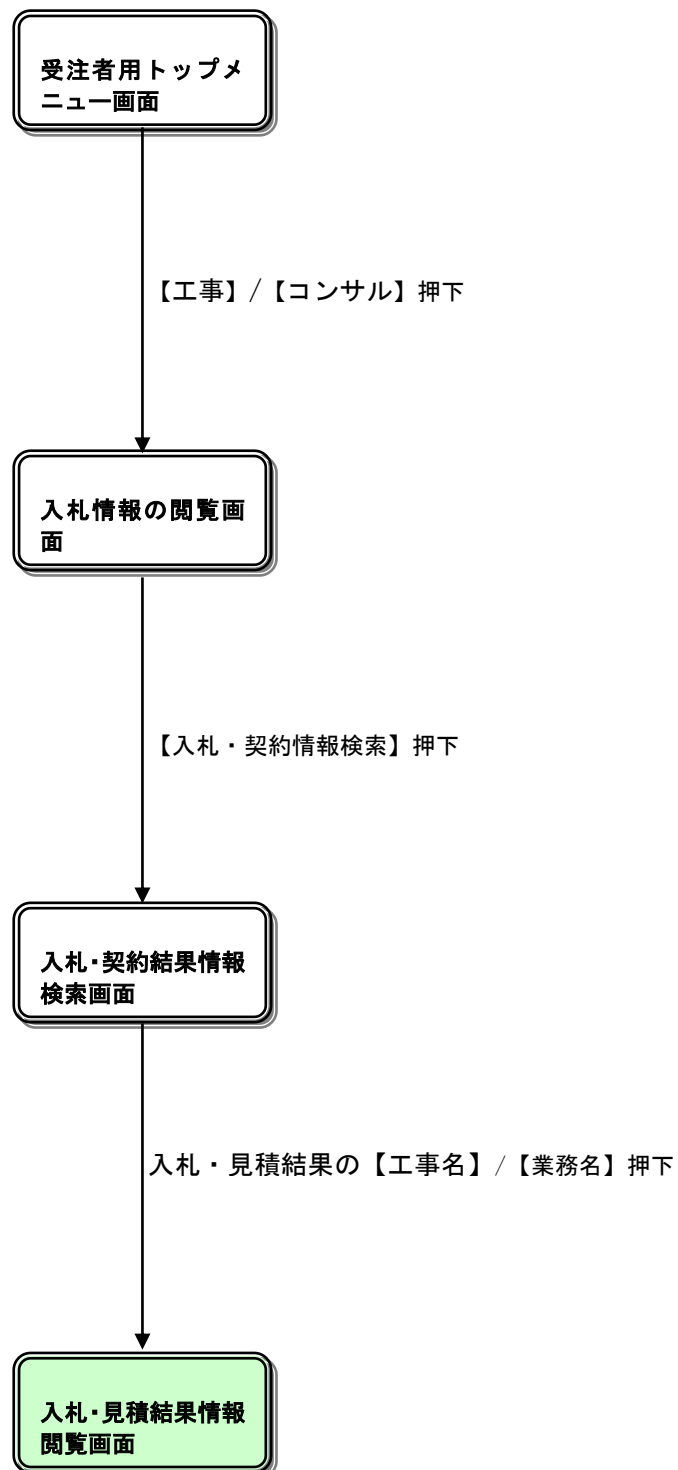 受注者用トップメ
ニュー画面
【工事】/【コンサル】押下
入札情報の閲覧画
面
【入札・契約情報検索】押下
入札・契約結果情報
検索画面
入札・見積結果の【工事名】/【業務名】押下
入札・見積結果情報
閲覧画面